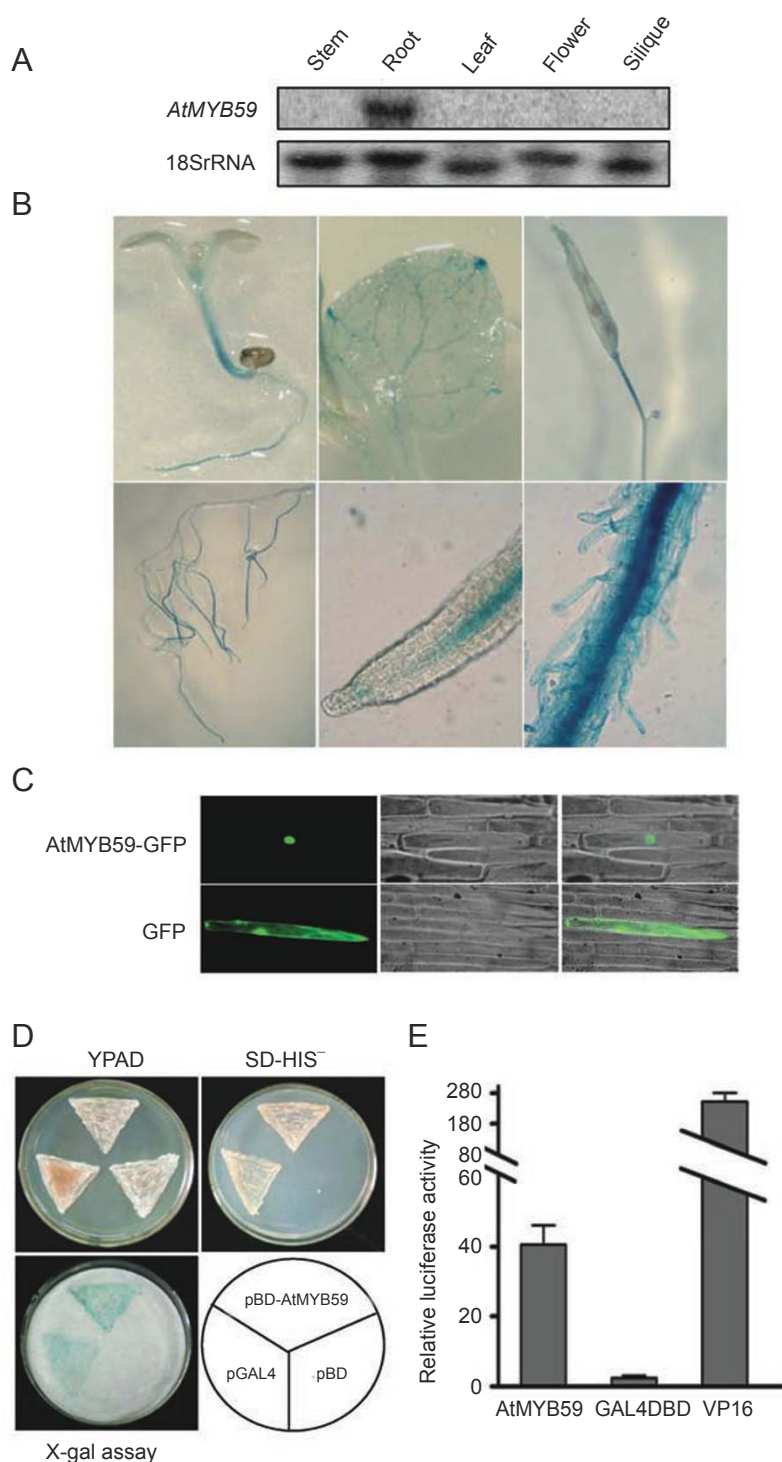 A
Stem Root Leaf Flower Silique
AtMYB59
18SrRNA
B
C
AtMYB59-GFP
GFP
D
YPAD SD-HIS⁻
pBD-AtMYB59
pGAL4 pBD
X-gal assay
E
Relative luciferase activity
280
180
80
60
40
20
0
AtMYB59 GAL4DBD VP16